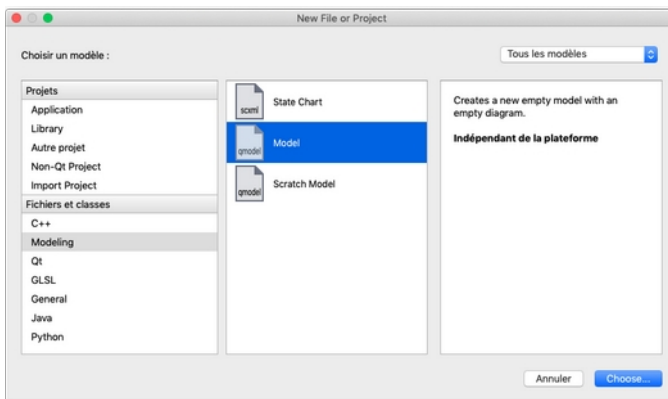 New File or Project
Choisir un modèle :
Tous les modèles
Projets
Application
Library
Autre projet
Non-Qt Project
Import Project
Fichiers et classes
C++
Modeling
Qt
GLSL
General
Java
Python
scxml
State Chart
qmodel
Model
qmodel
Scratch Model
Creates a new empty model with an
empty diagram.
Indépendant de la plateforme
Annuler
Choose...